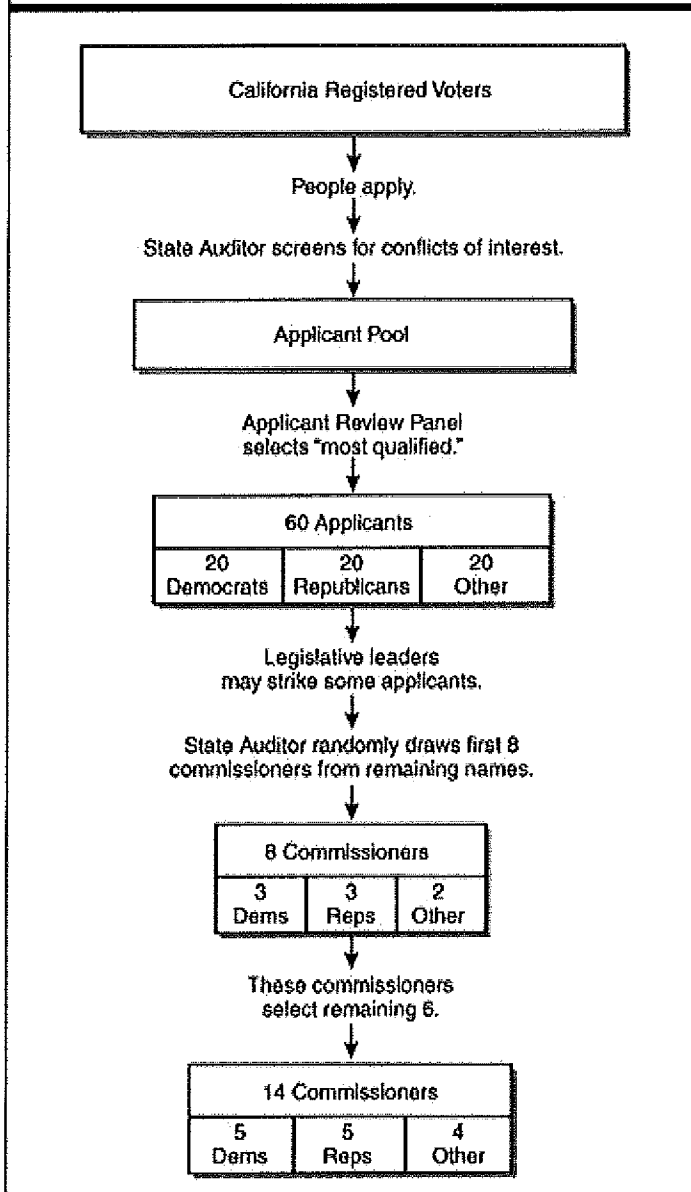 California Registered Voters
People apply.
State Auditor screens for conflicts of interest.
Applicant Pool
Applicant Review Panel
selects "most qualified."
60 Applicants
20 20 20
Democrats Republicans Other
Legislative leaders
may strike some applicants.
State Auditor randomly draws first 8
commissioners from remaining names.
8 Commissioners
3 3 2
Dems Reps Other
These commissioners
select remaining 6.
14 Commissioners
5 5 4
Dems Reps Other